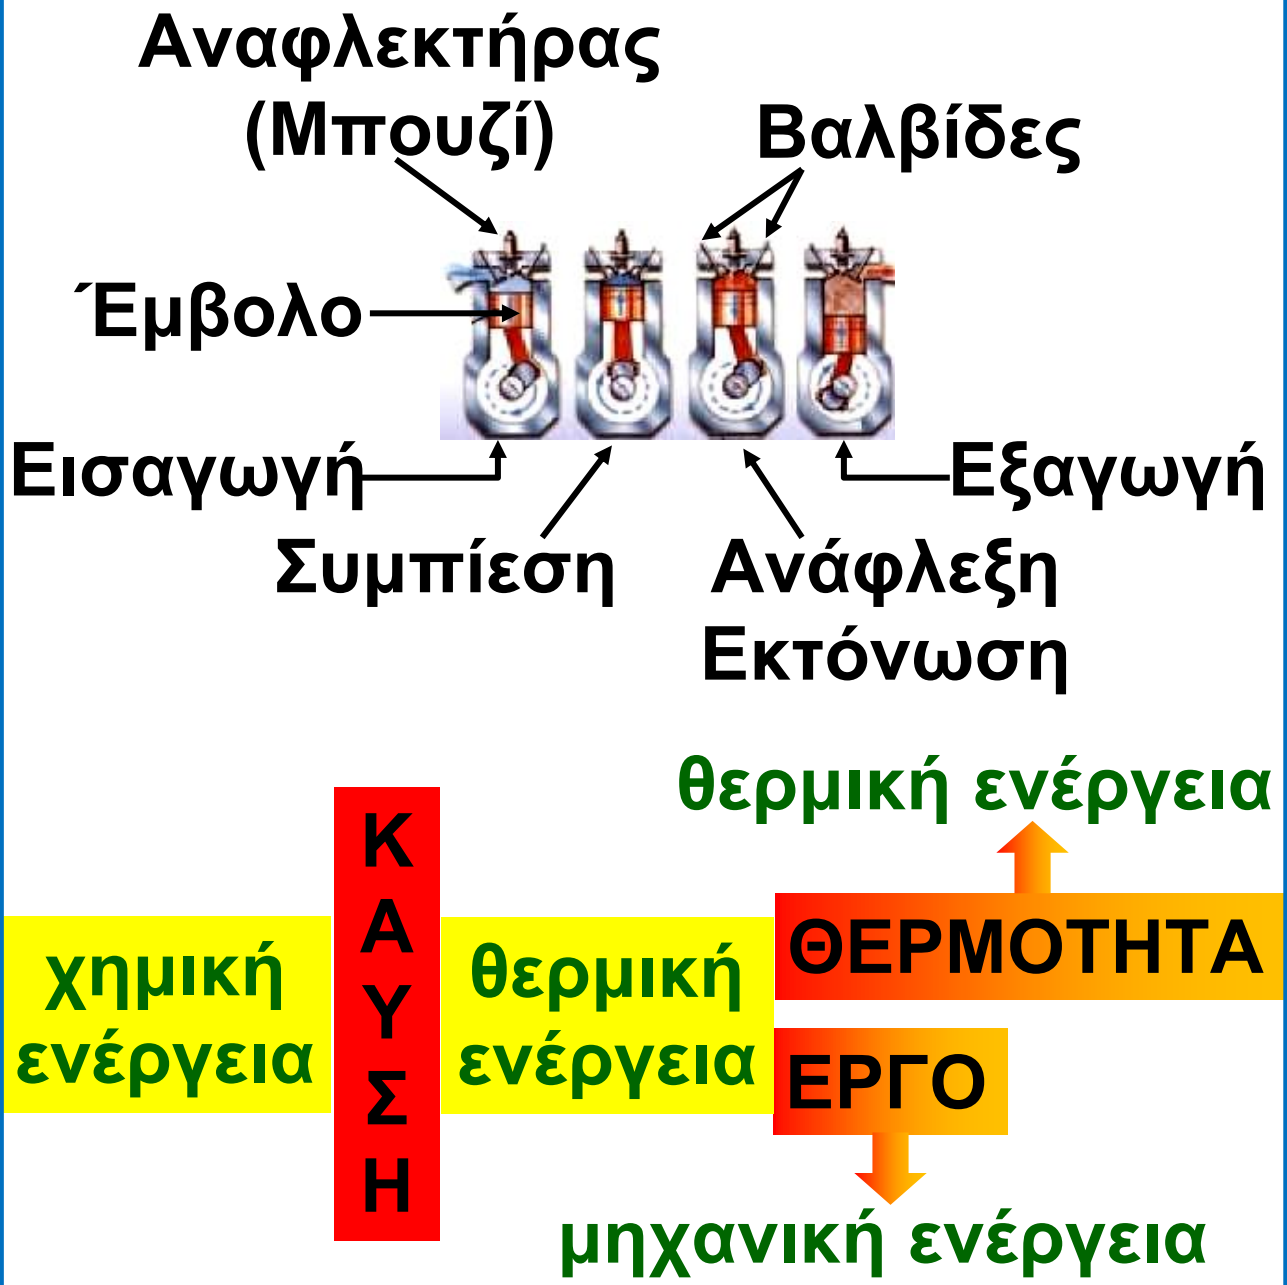 Αναφλεκτήρας
(Μπουζί)
Βαλβίδες
Έμβολο
Εισαγωγή
Εξαγωγή
Συμπίεση
Ανάφλεξη
Εκτόνωση
θερμική ενέργεια
ΚΑΥΣΗ
χημική
ενέργεια
θερμική
ενέργεια
ΘΕΡΜΟΤΗΤΑ
ΕΡΓΟ
μηχανική ενέργεια